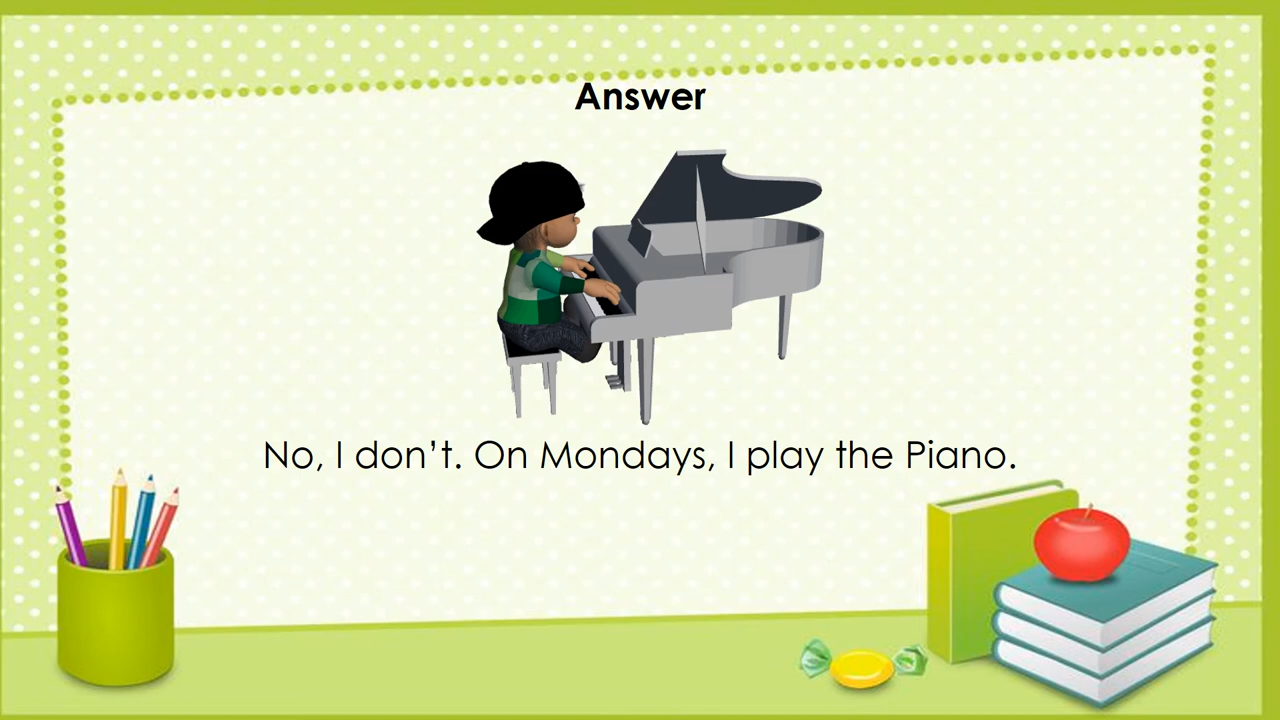 Answer
No, I don’t. On Mondays, I play the Piano.